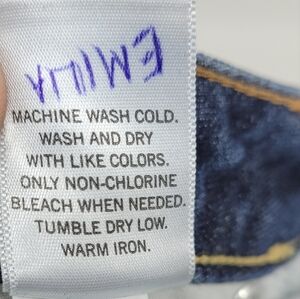 EMILIA
MACHINE WASH COLD.
WASH AND DRY
WITH LIKE COLORS.
ONLY NON-CHLORINE
BLEACH WHEN NEEDED.
TUMBLE DRY LOW.
WARM IRON.